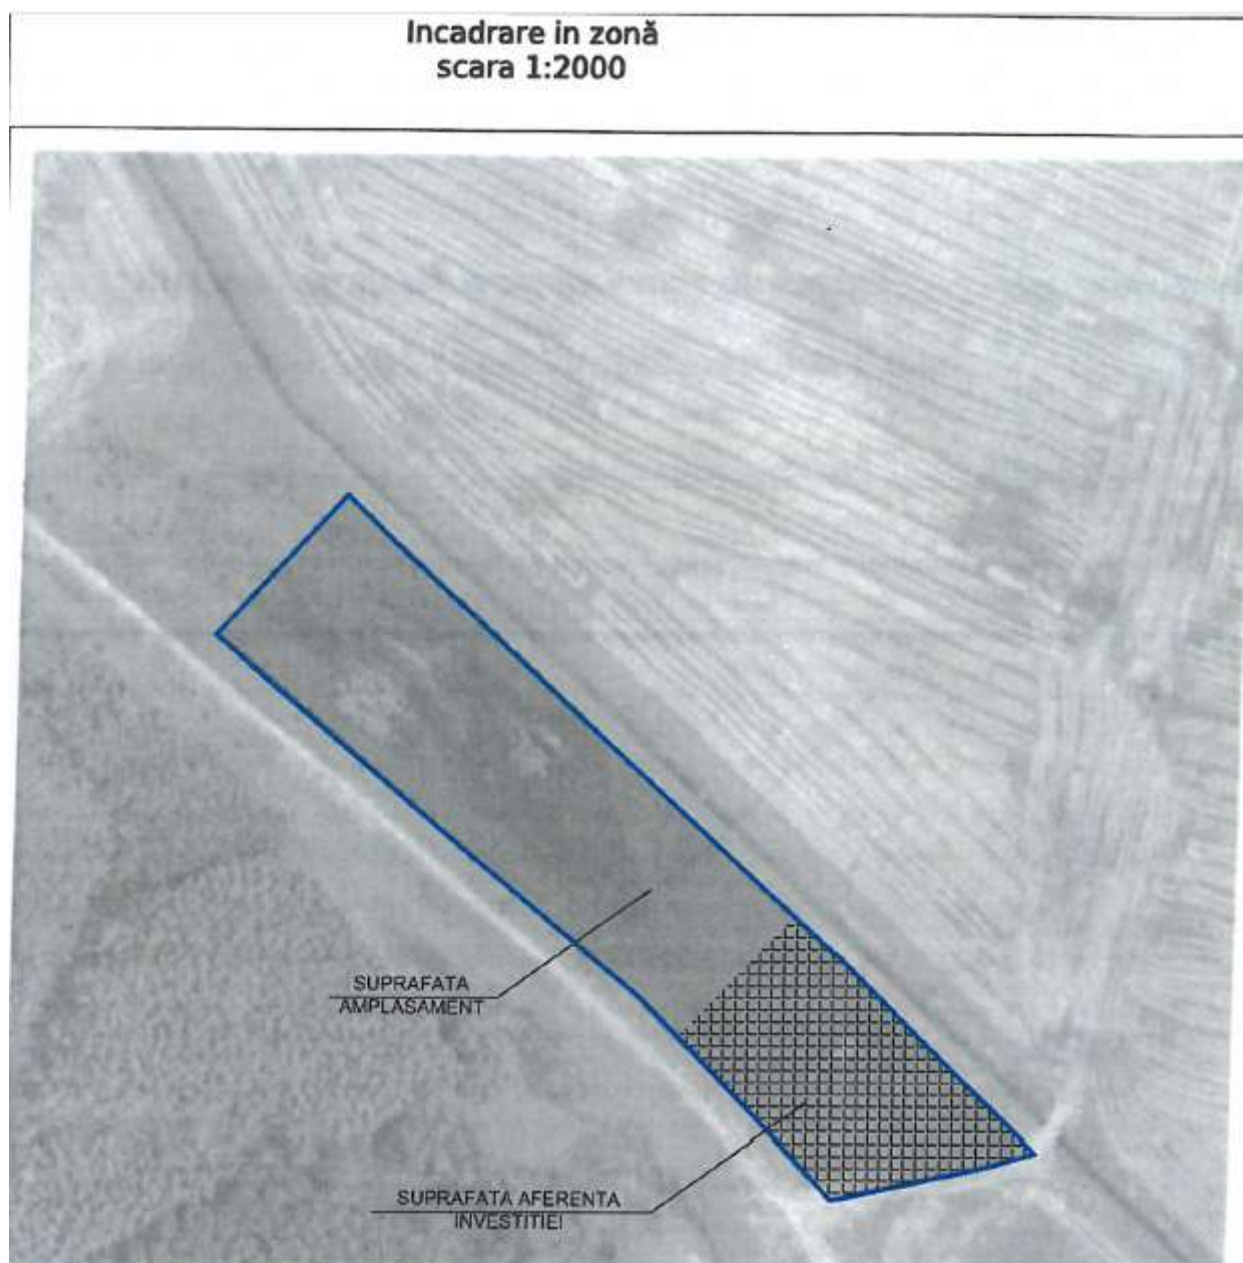 Incadrare in zonă
scara 1:2000
SUPRAFATA
AMPLASAMENT
SUPRAFATA AFERENTA
INVESTITIEI